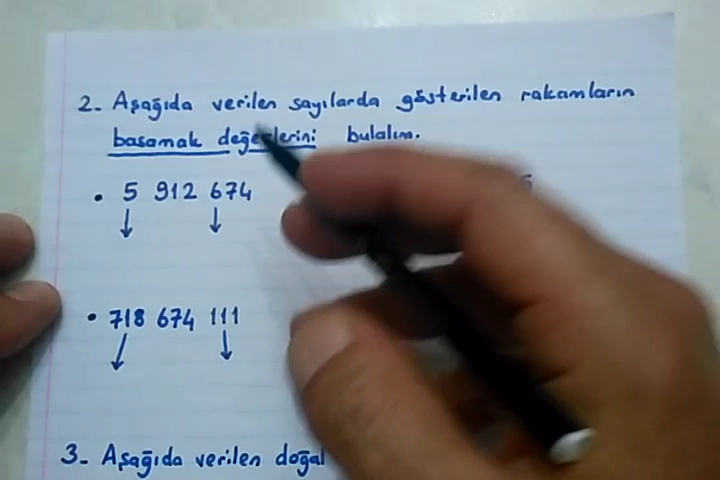 2- Aşağıda verilen sayılarda gösterilen rakamların
basamak değerlerini bulalım.
• 5 912 674
• 718 674 111
3- Aşağıda verilen doğal